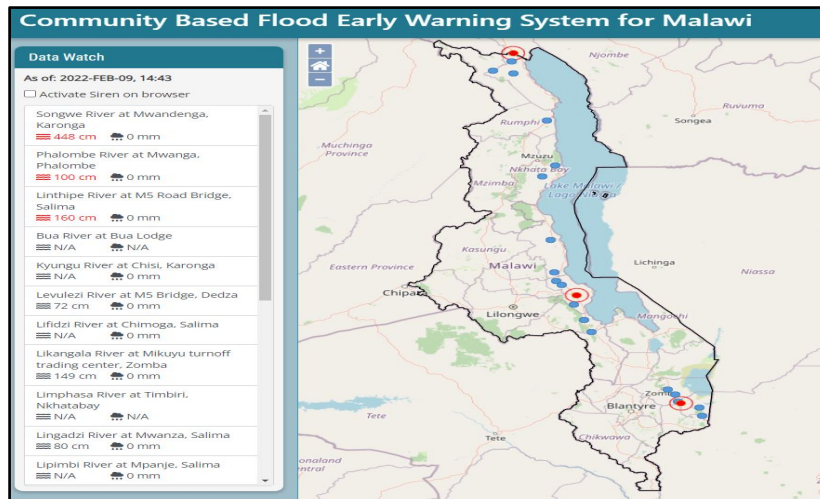 Community Based Flood Early Warning System for Malawi
Data Watch
As of: 2022-FEB-09, 14:43
Activate Siren on browser
Songwe River at Mwandenga,
Karonga
448 cm 0 mm
Phalombe River at Mwanga,
Phalombe
100 cm 0 mm
Linthipe River at M5 Road Bridge,
Salima
160 cm 0 mm
Bua River at Bua Lodge
N/A N/A
Kyungu River at Chisi, Karonga
N/A 0 mm
Levulezi River at M5 Bridge, Dedza
72 cm 0 mm
Lifidzi River at Chimoga, Salima
N/A 0 mm
Likangala River at Mikuyu turnoff
trading center, Zomba
149 cm 0 mm
Limphasa River at Timbiri,
Nkhatabay
N/A N/A
Lingadzi River at Mwanza, Salima
80 cm 0 mm
Lipimbi River at Mpanje, Salima
N/A 0 mm
+
−
Njombe
Ruvuma
Songea
Rumphi
Muchinga
Province
Mzuzu
Nkhata Bay
Mzimba
Lake Malawi /
Kasungu
Lichinga
Niassa
Eastern Province
Malawi
Lilongwe
Mangochi
Blantyre
Tete
Tete
Chikwawa